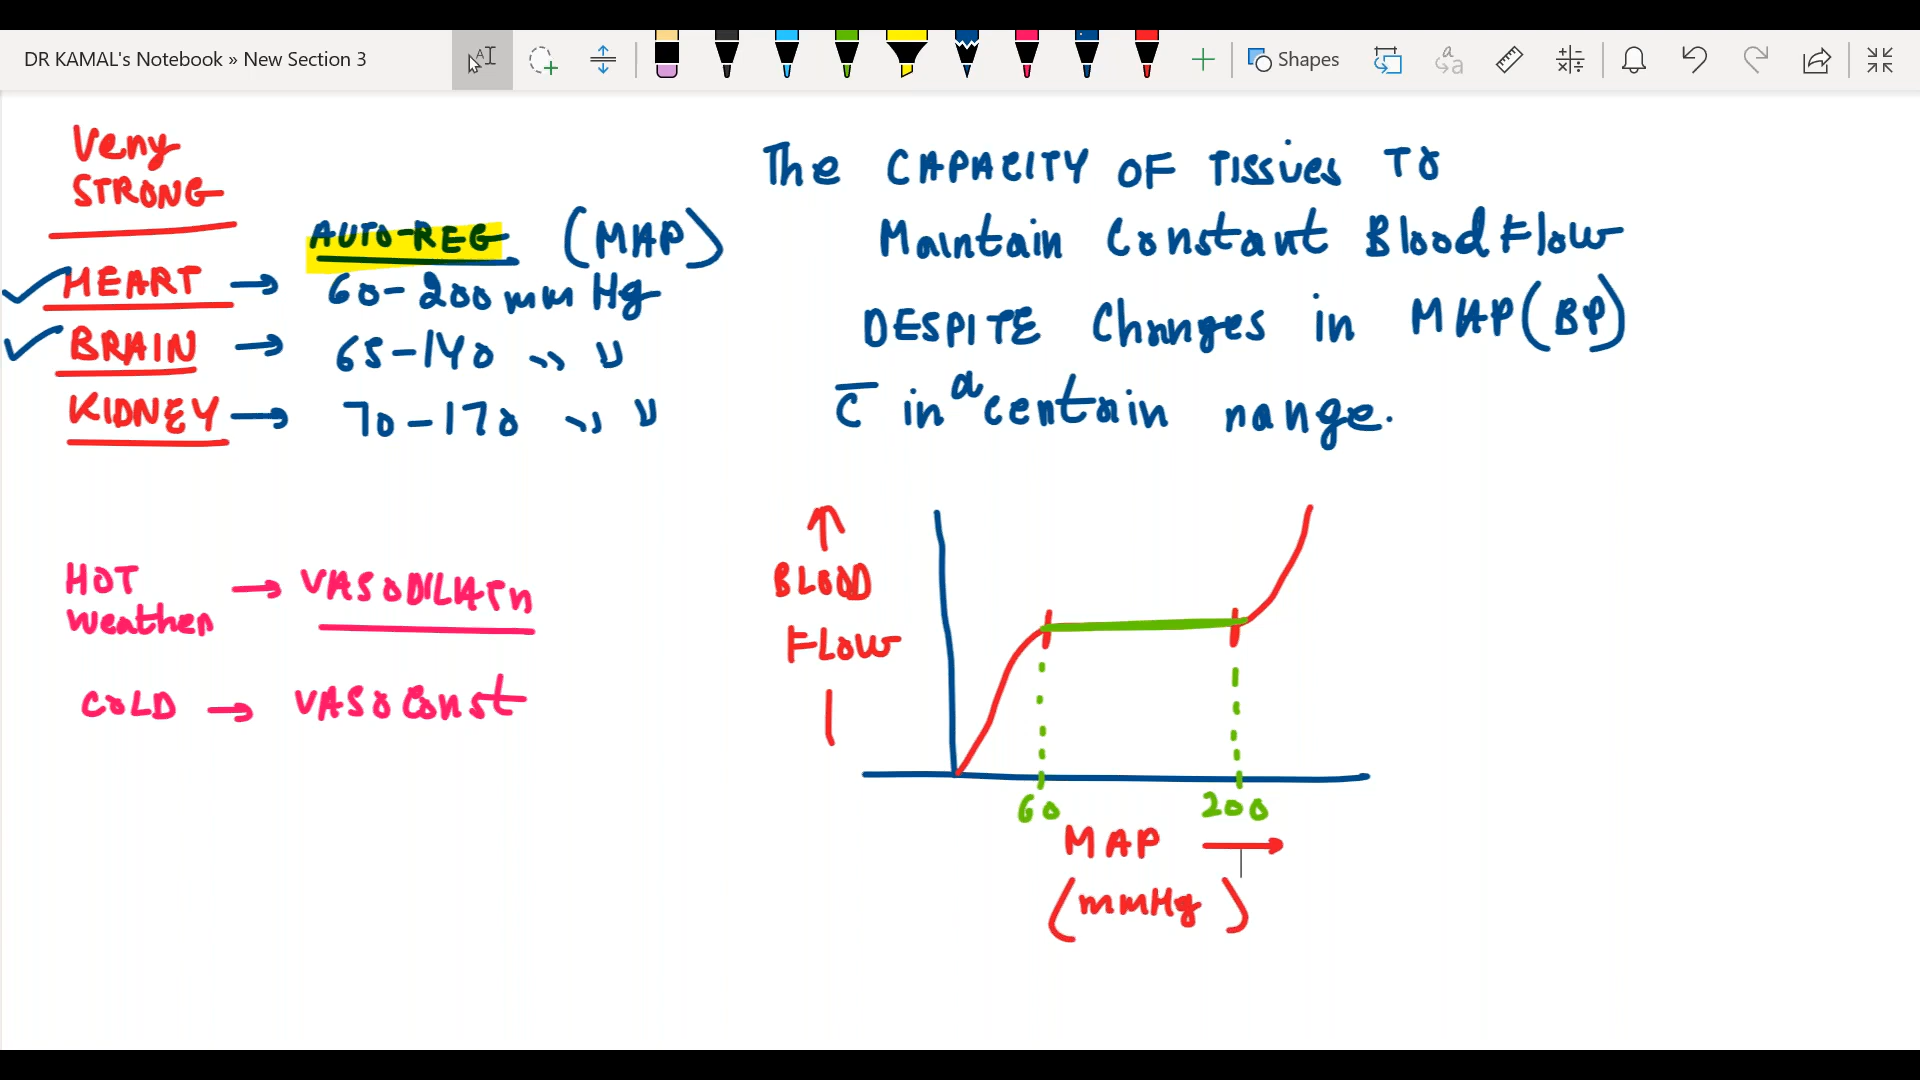 DR KAMAL's Notebook » New Section 3
Shapes
Very
STRONG
AUTO-REG (MAP)
HEART → 60-200 mm Hg
BRAIN → 65-140 ,, ,,
KIDNEY → 70-170 ,, ,,
HOT
weather → VASODILATn
COLD → VASOCONST
The CAPACITY OF TISSUES TO
Maintain Constant Blood Flow
DESPITE Changes in MAP (BP)
c̅ in a certain range.
↑
BLOOD
FLOW
60 200
MAP →
(mmHg)